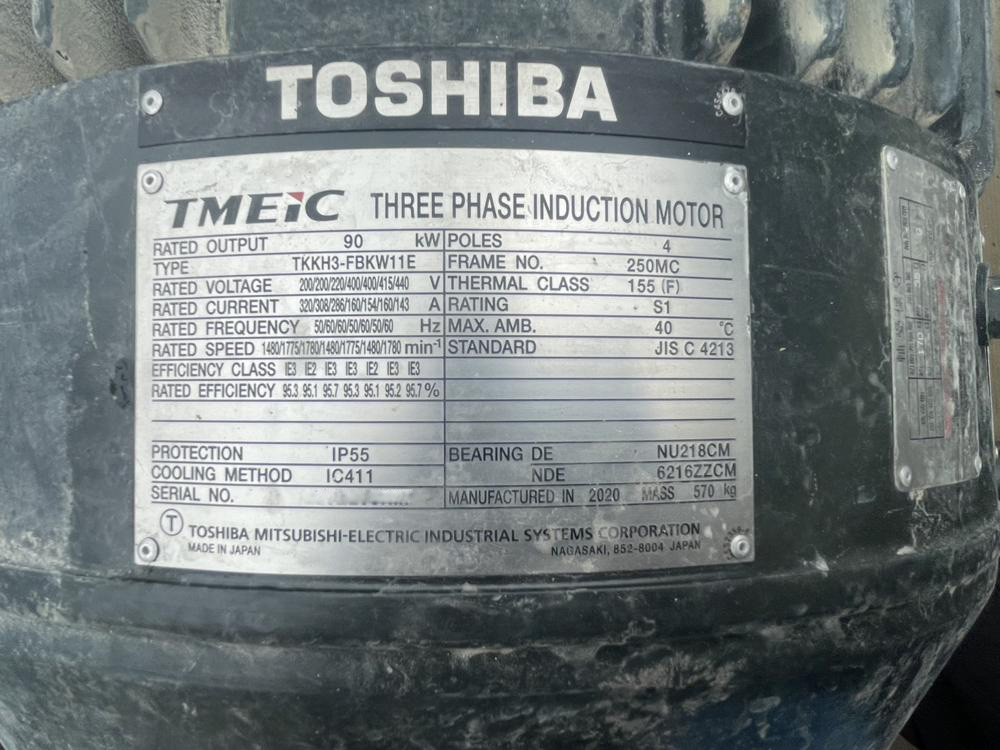 TOSHIBA
TMEiC THREE PHASE INDUCTION MOTOR
RATED OUTPUT 90 kW POLES 4
TYPE TKKH3-FBKW11E FRAME NO. 250MC
RATED VOLTAGE 200/200/220/400/400/415/440 V THERMAL CLASS 155 (F)
RATED CURRENT 320/308/286/160/154/160/143 A RATING S1
RATED FREQUENCY 50/60/60/50/60/50/60 Hz MAX. AMB. 40 °C
RATED SPEED 1480/1775/1780/1480/1775/1480/1780 min-1 STANDARD JIS C 4213
EFFICIENCY CLASS IE3 IE2 IE3 IE3 IE2 IE3 IE3
RATED EFFICIENCY 95.3 95.1 95.7 95.3 95.1 95.2 95.7 %
PROTECTION IP55 BEARING DE NU218CM
COOLING METHOD IC411 NDE 6216ZZCM
SERIAL NO. MANUFACTURED IN 2020 MASS 570 kg
T TOSHIBA MITSUBISHI-ELECTRIC INDUSTRIAL SYSTEMS CORPORATION
MADE IN JAPAN NAGASAKI, 852-8004 JAPAN